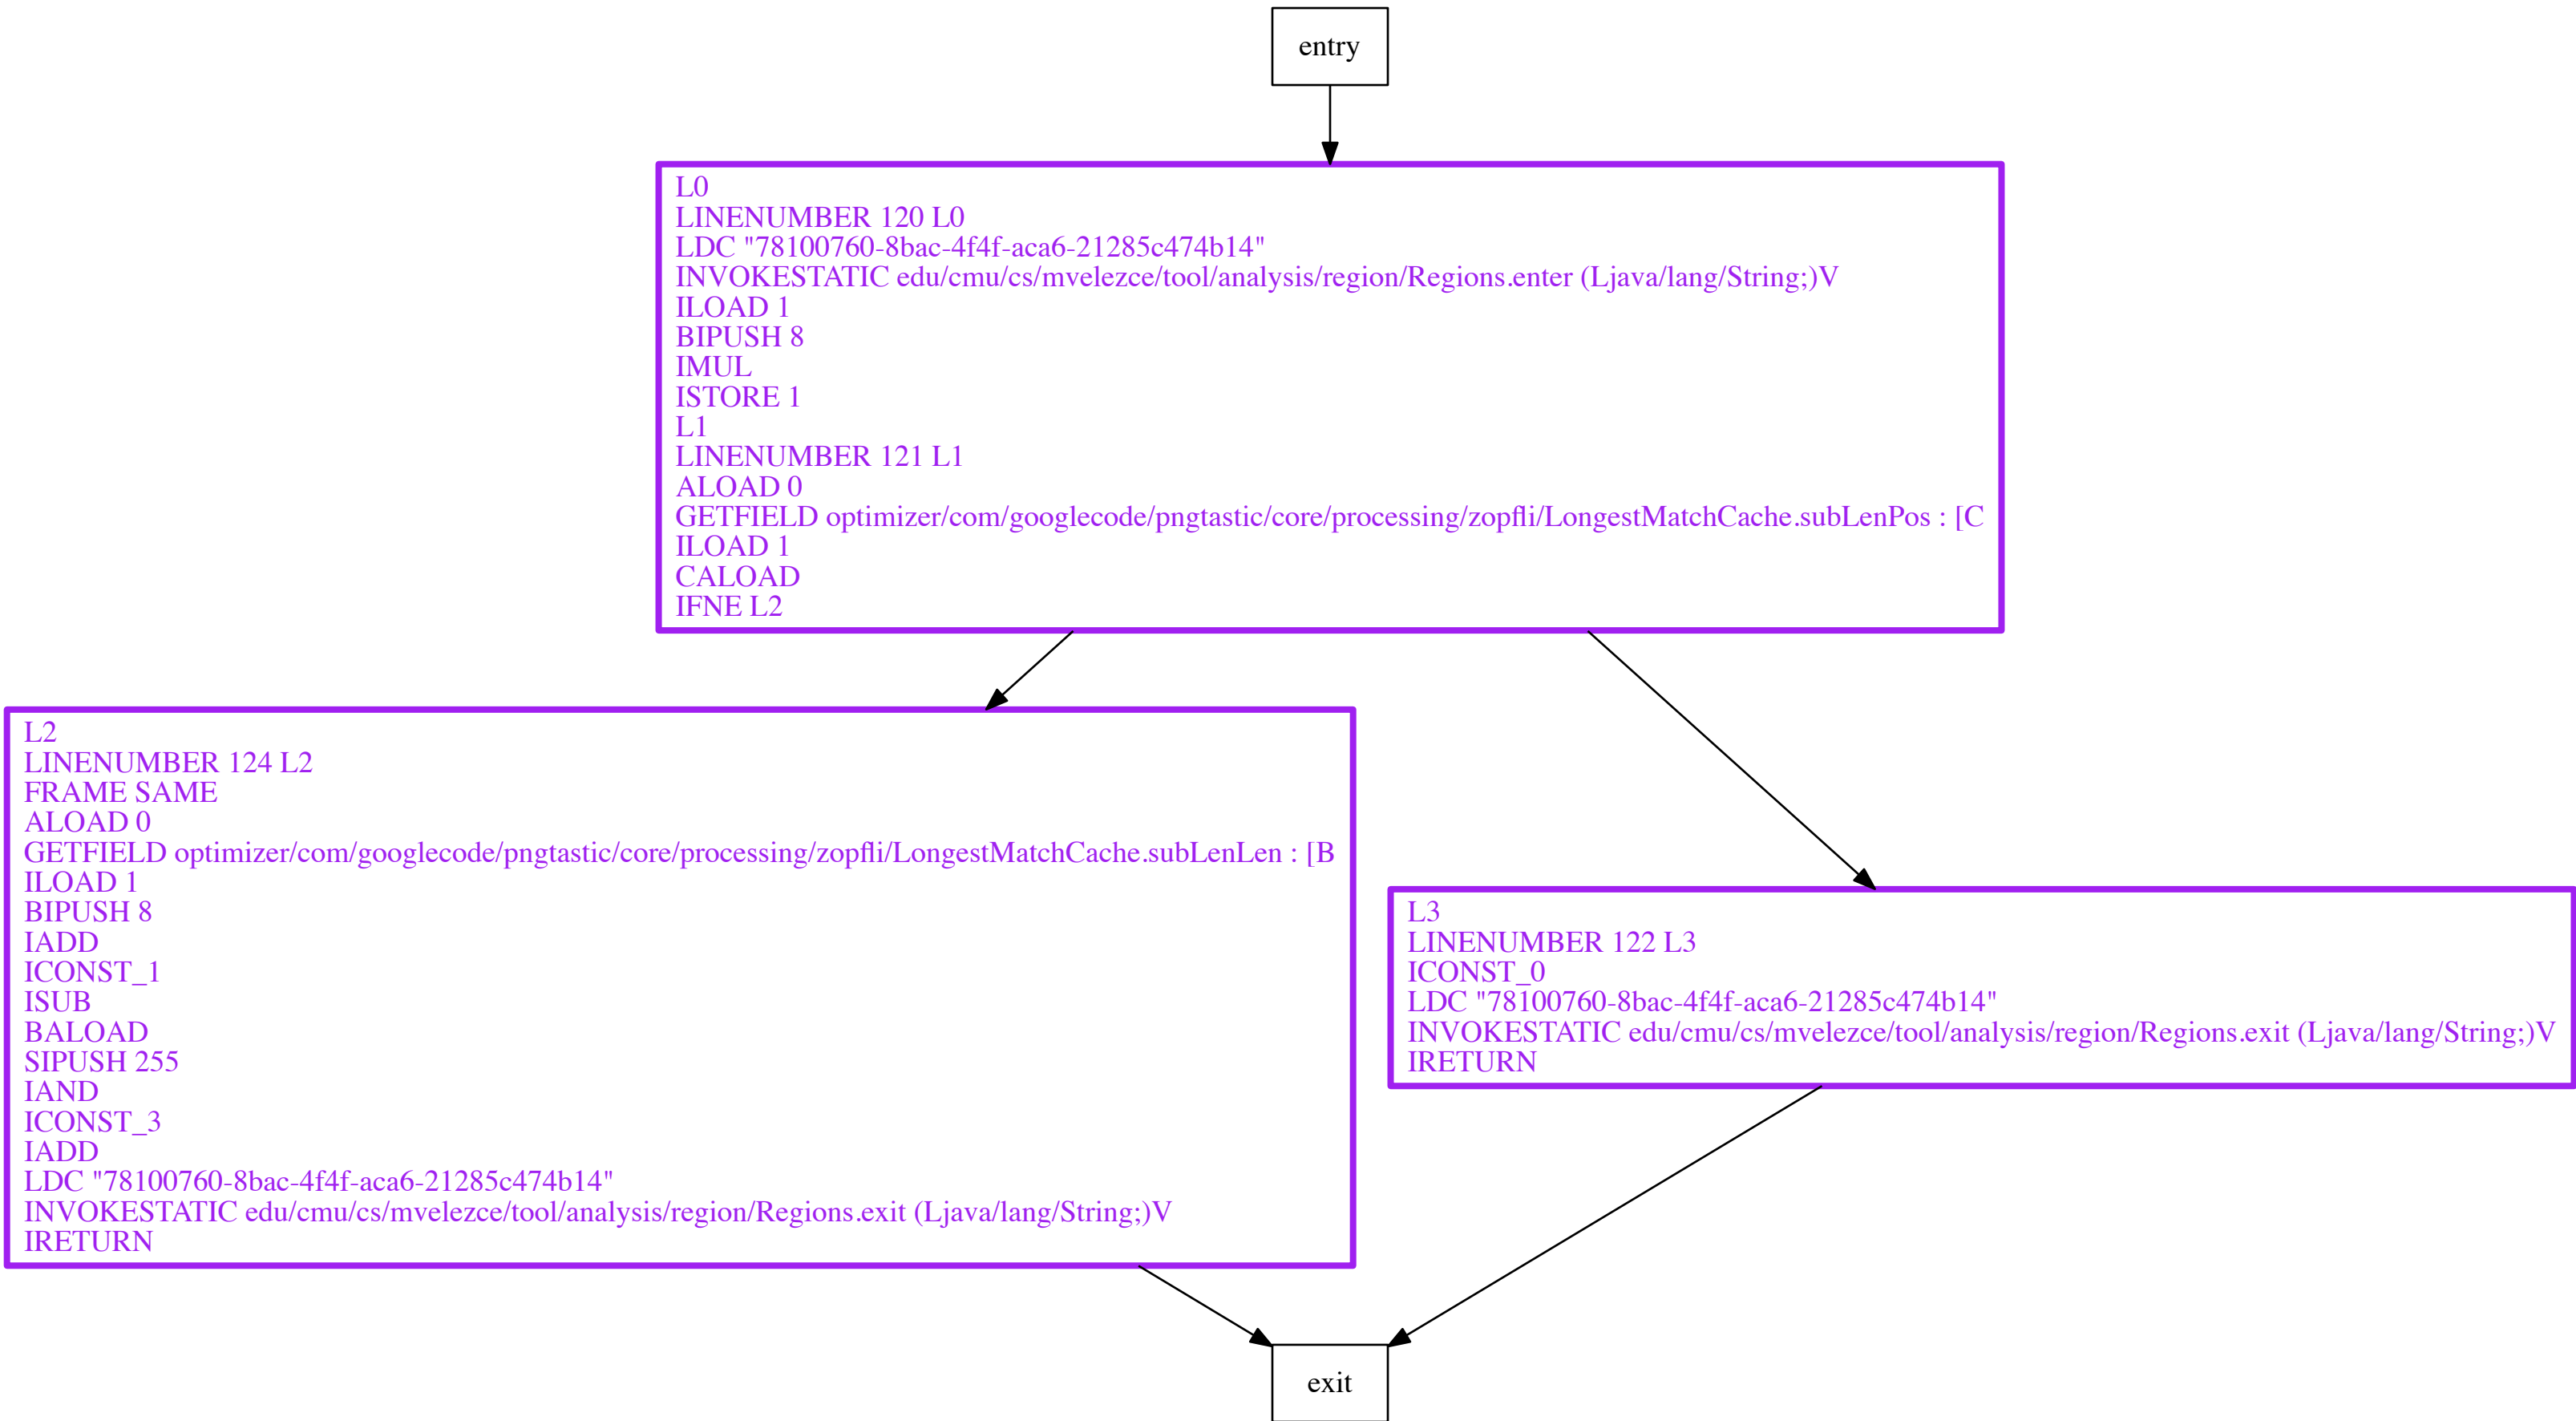 entry
L0
LINENUMBER 120 L0
LDC "78100760-8bac-4f4f-aca6-21285c474b14"
INVOKESTATIC edu/cmu/cs/mvelezce/tool/analysis/region/Regions.enter (Ljava/lang/String;)V
ILOAD 1
BIPUSH 8
IMUL
ISTORE 1
L1
LINENUMBER 121 L1
ALOAD 0
GETFIELD optimizer/com/googlecode/pngtastic/core/processing/zopfli/LongestMatchCache.subLenPos : [C
ILOAD 1
CALOAD
IFNE L2
L2
LINENUMBER 124 L2
FRAME SAME
ALOAD 0
GETFIELD optimizer/com/googlecode/pngtastic/core/processing/zopfli/LongestMatchCache.subLenLen : [B
ILOAD 1
BIPUSH 8
IADD
ICONST_1
ISUB
BALOAD
SIPUSH 255
IAND
ICONST_3
IADD
LDC "78100760-8bac-4f4f-aca6-21285c474b14"
INVOKESTATIC edu/cmu/cs/mvelezce/tool/analysis/region/Regions.exit (Ljava/lang/String;)V
IRETURN
L3
LINENUMBER 122 L3
ICONST_0
LDC "78100760-8bac-4f4f-aca6-21285c474b14"
INVOKESTATIC edu/cmu/cs/mvelezce/tool/analysis/region/Regions.exit (Ljava/lang/String;)V
IRETURN
exit